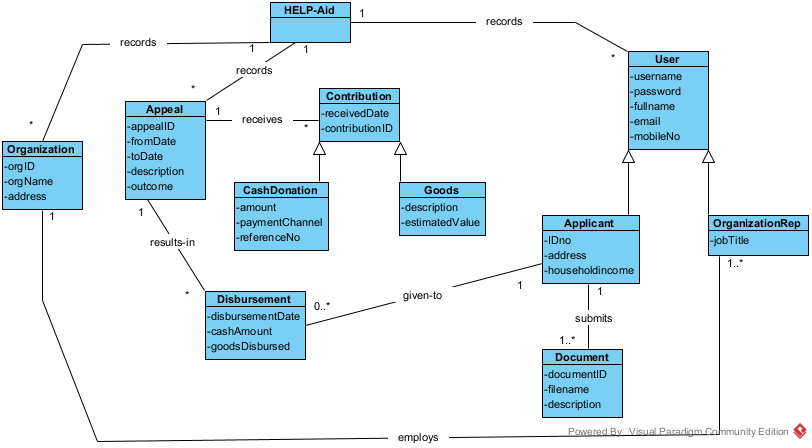 HELP-Aid
1
1
1
records
records
records
*
*
*
User
-username
-password
-fullname
-email
-mobileNo
Appeal
-appealID
-fromDate
-toDate
-description
-outcome
1
receives
*
Contribution
-receivedDate
-contributionID
Organization
-orgID
-orgName
-address
1
CashDonation
-amount
-paymentChannel
-referenceNo
Goods
-description
-estimatedValue
Applicant
-IDno
-address
-householdincome
OrganizationRep
-jobTitle
1..*
1
results-in
*
Disbursement
-disbursementDate
-cashAmount
-goodsDisbursed
0..*
given-to
1
1
submits
1..*
Document
-documentID
-filename
-description
employs
Powered By Visual Paradigm Community Edition